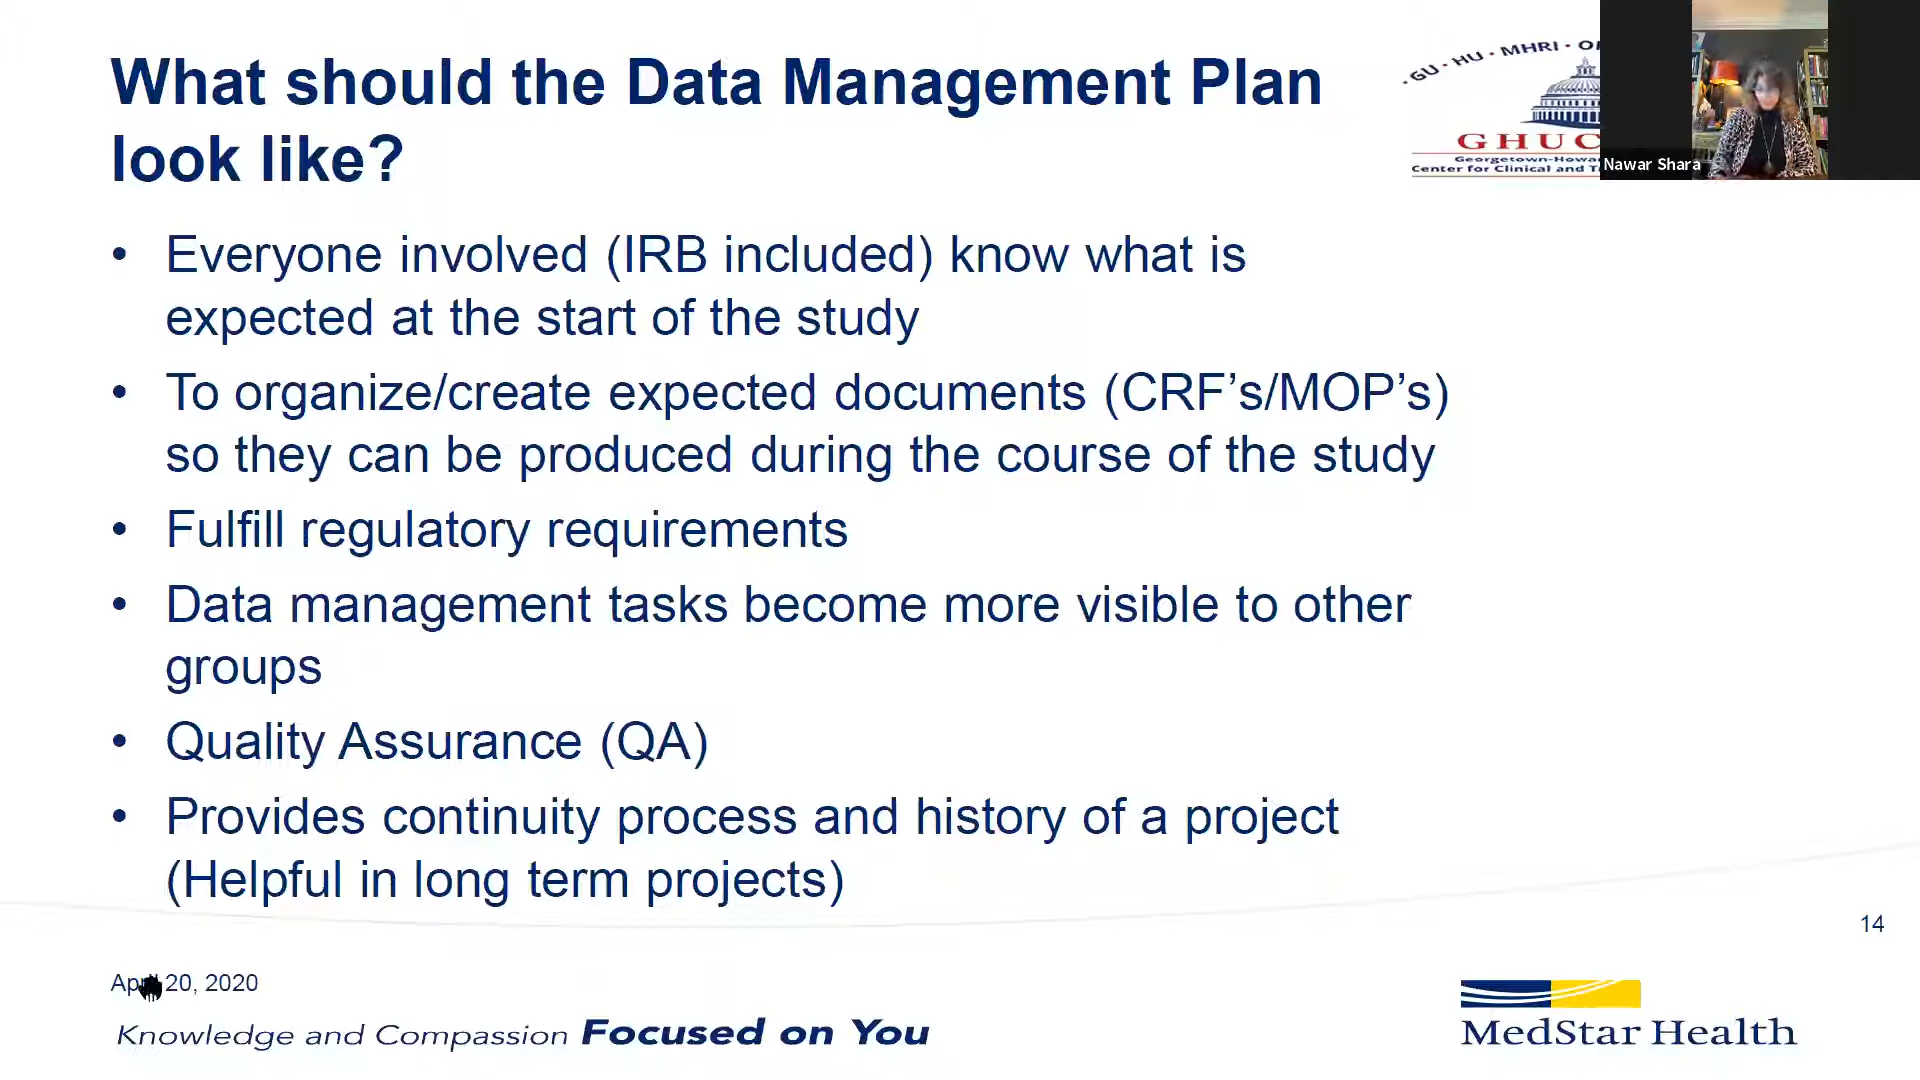 What should the Data Management Plan
look like?
· GU · HU · MHRI ·
GHUC
Center for Clinical and
Nawar Shara
• Everyone involved (IRB included) know what is
expected at the start of the study
• To organize/create expected documents (CRF’s/MOP’s)
so they can be produced during the course of the study
• Fulfill regulatory requirements
• Data management tasks become more visible to other
groups
• Quality Assurance (QA)
• Provides continuity process and history of a project
(Helpful in long term projects)
14
April 20, 2020
Knowledge and Compassion Focused on You
MedStar Health